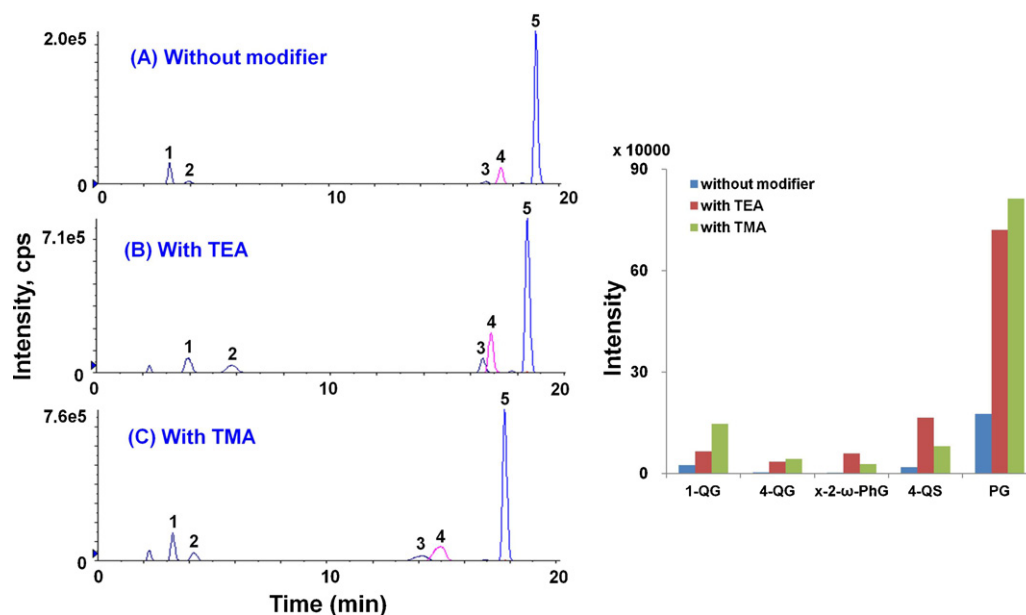 (A) Without modifier
2.0e5
0
1
2
3
4
5
0
10
20
(B) With TEA
7.1e5
0
1
2
3
4
5
0
10
20
(C) With TMA
7.6e5
0
1
2
3
4
5
0
10
20
Intensity, cps
Time (min)
x 10000
90
60
30
0
Intensity
without modifier
with TEA
with TMA
1-QG 4-QG x-2-ω-PhG 4-QS PG